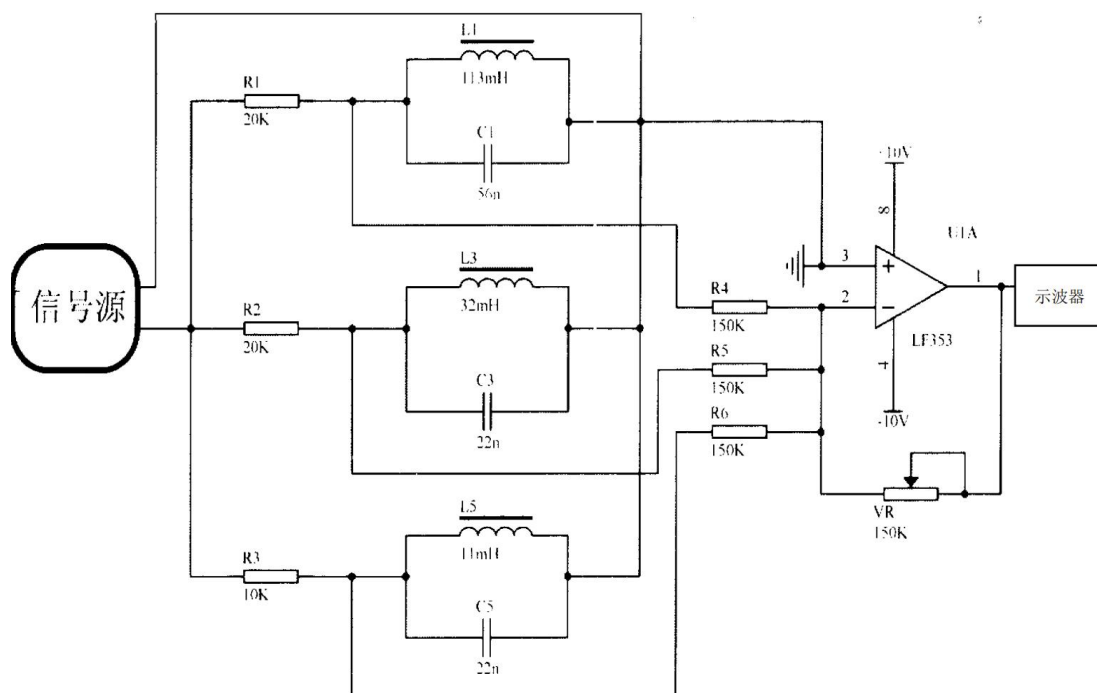 L1
113mH
R1
20K
C1
56n
-10V
8
U1A
信号源
L3
32mH
3
+
1
示波器
2
−
R2
20K
R4
150K
LF353
4
R5
150K
C3
22n
R6
150K
-10V
L5
11mH
VR
150K
R3
10K
C5
22n